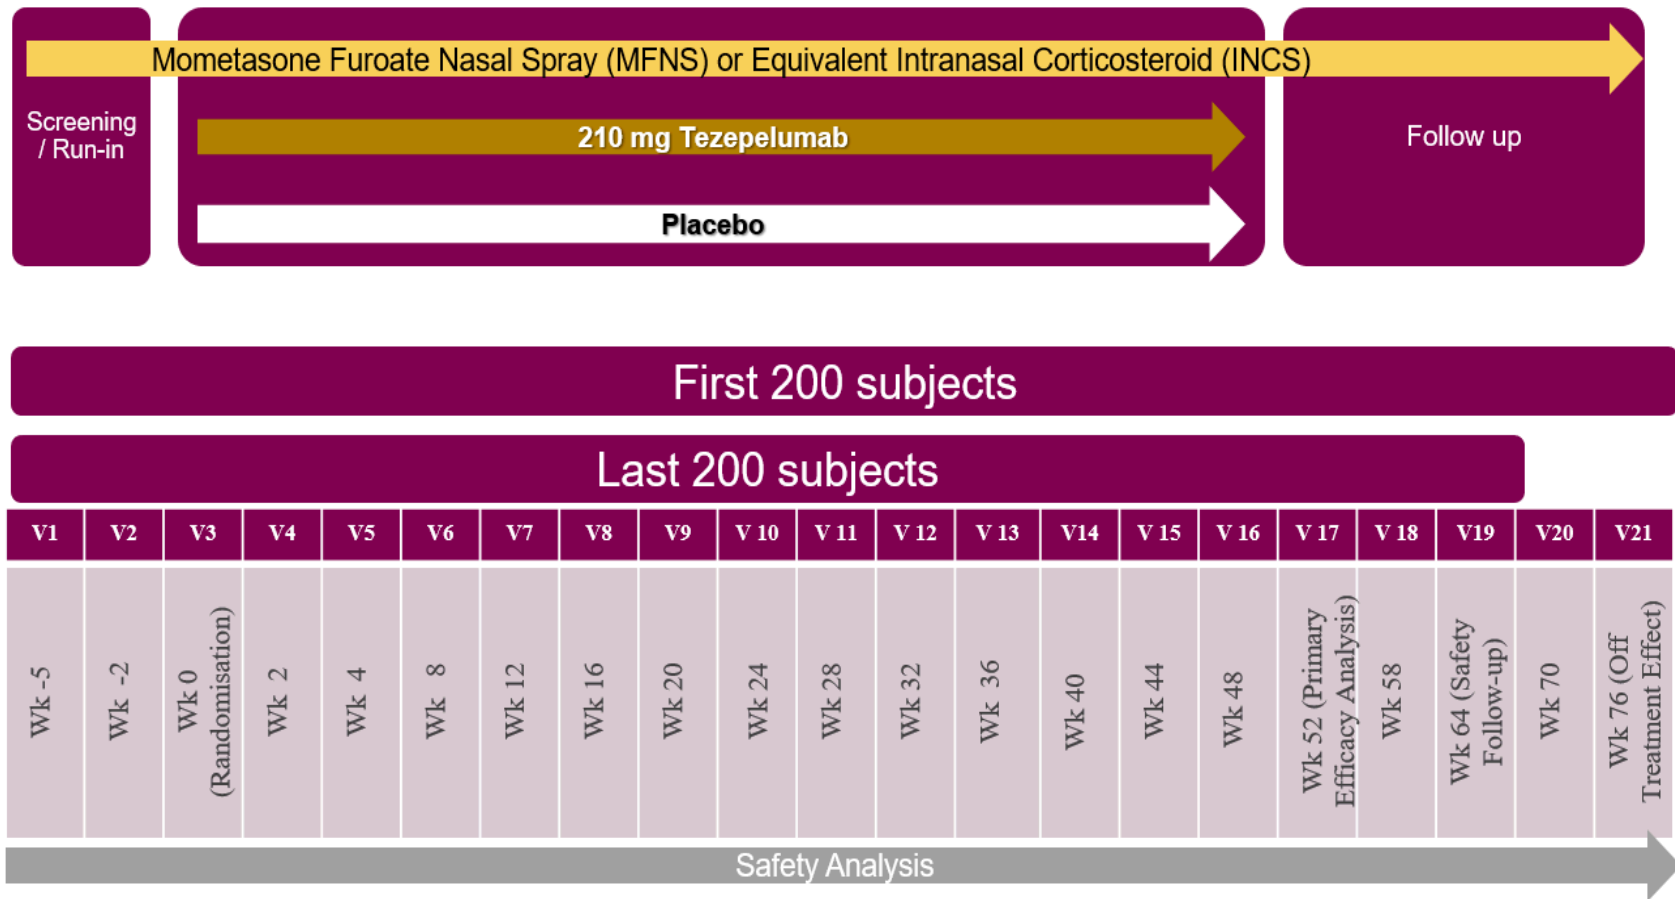 Mometasone Furoate Nasal Spray (MFNS) or Equivalent Intranasal Corticosteroid (INCS)
Screening
/ Run-in
210 mg Tezepelumab
Placebo
Follow up
First 200 subjects
Last 200 subjects
V1 V2 V3 V4 V5 V6 V7 V8 V9 V 10 V 11 V 12 V 13 V14 V 15 V 16 V 17 V 18 V19 V20 V21
Wk -5
Wk -2
Wk 0
(Randomisation)
Wk 2
Wk 4
Wk 8
Wk 12
Wk 16
Wk 20
Wk 24
Wk 28
Wk 32
Wk 36
Wk 40
Wk 44
Wk 48
Wk 52 (Primary
Efficacy Analysis)
Wk 58
Wk 64 (Safety
Follow-up)
Wk 70
Wk 76 (Off
Treatment Effect)
Safety Analysis